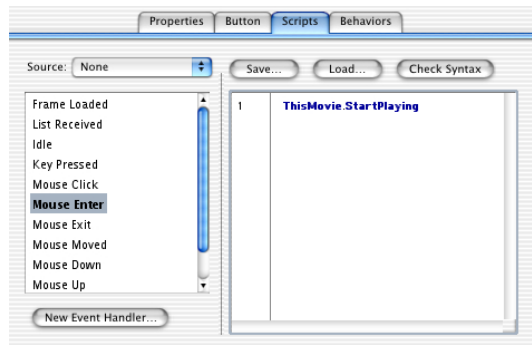 Properties Button Scripts Behaviors
Source: None
Save... Load... Check Syntax
Frame Loaded
List Received
Idle
Key Pressed
Mouse Click
Mouse Enter
Mouse Exit
Mouse Moved
Mouse Down
Mouse Up
New Event Handler...
1 ThisMovie.StartPlaying